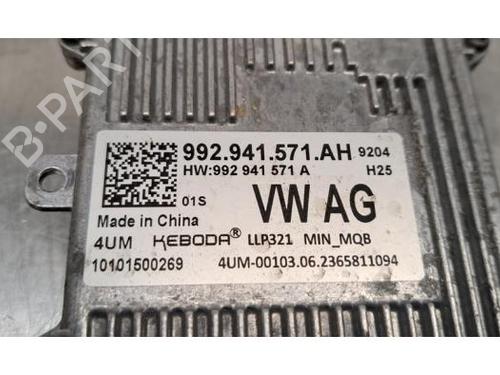 B-PARTS
992.941.571.AH 9204
HW:992 941 571 A H25
01S VW AG
Made in China
4UM KEBODA® LLP321 MIN_MQB
10101500269 4UM-00103.06.2365811094